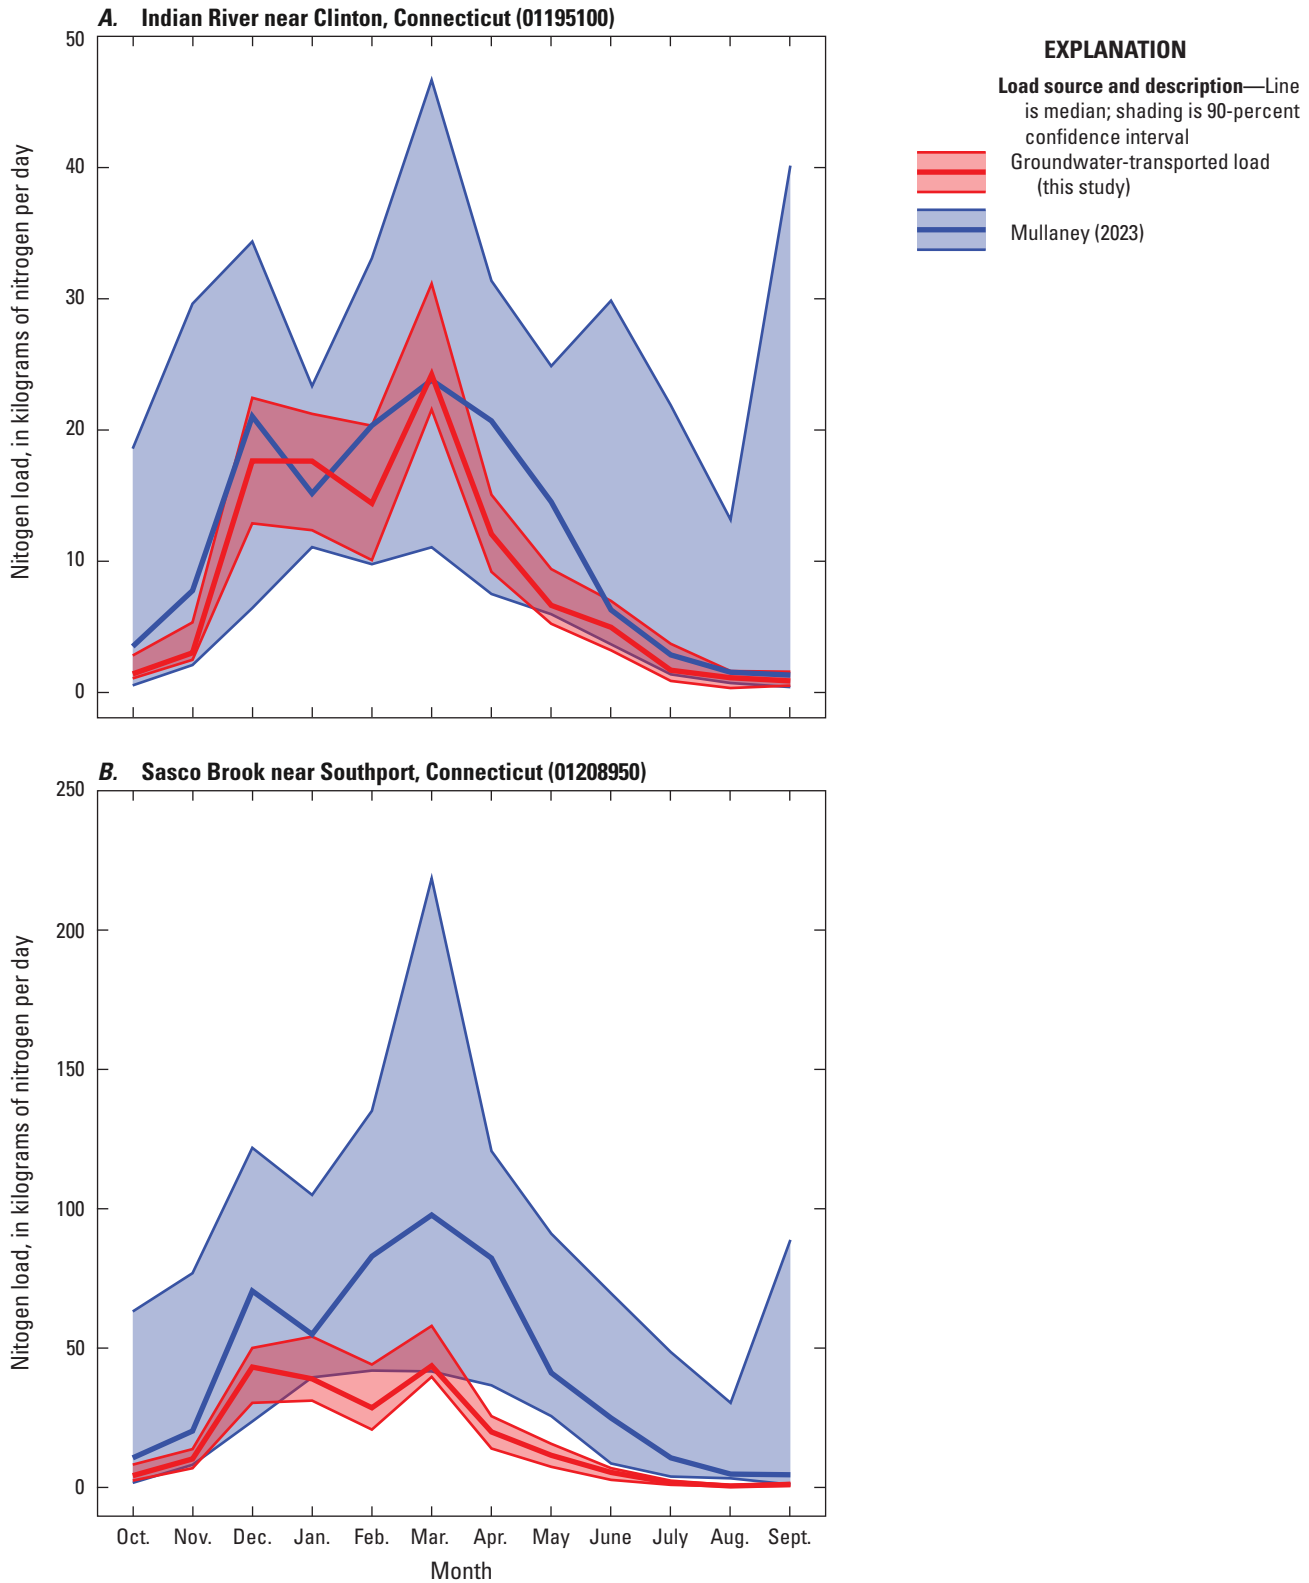 A. Indian River near Clinton, Connecticut (01195100)
50
40
30
20
10
0
Nitogen load, in kilograms of nitrogen per day
EXPLANATION
Load source and description—Line
is median; shading is 90-percent
confidence interval
Groundwater-transported load
(this study)
Mullaney (2023)
B. Sasco Brook near Southport, Connecticut (01208950)
250
200
150
100
50
0
Nitogen load, in kilograms of nitrogen per day
Oct. Nov. Dec. Jan. Feb. Mar. Apr. May June July Aug. Sept.
Month